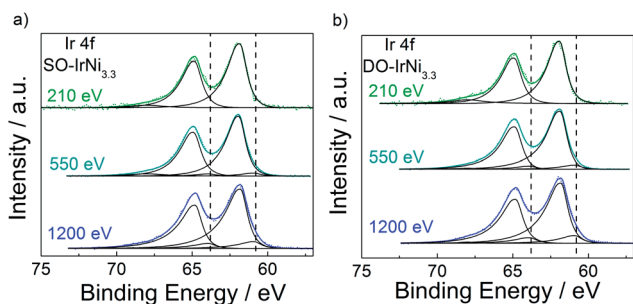 a)
Ir 4f
SO-IrNi3.3
210 eV
550 eV
1200 eV
Intensity / a.u.
75 70 65 60
Binding Energy / eV
b)
Ir 4f
DO-IrNi3.3
210 eV
550 eV
1200 eV
Intensity / a.u.
75 70 65 60
Binding Energy / eV